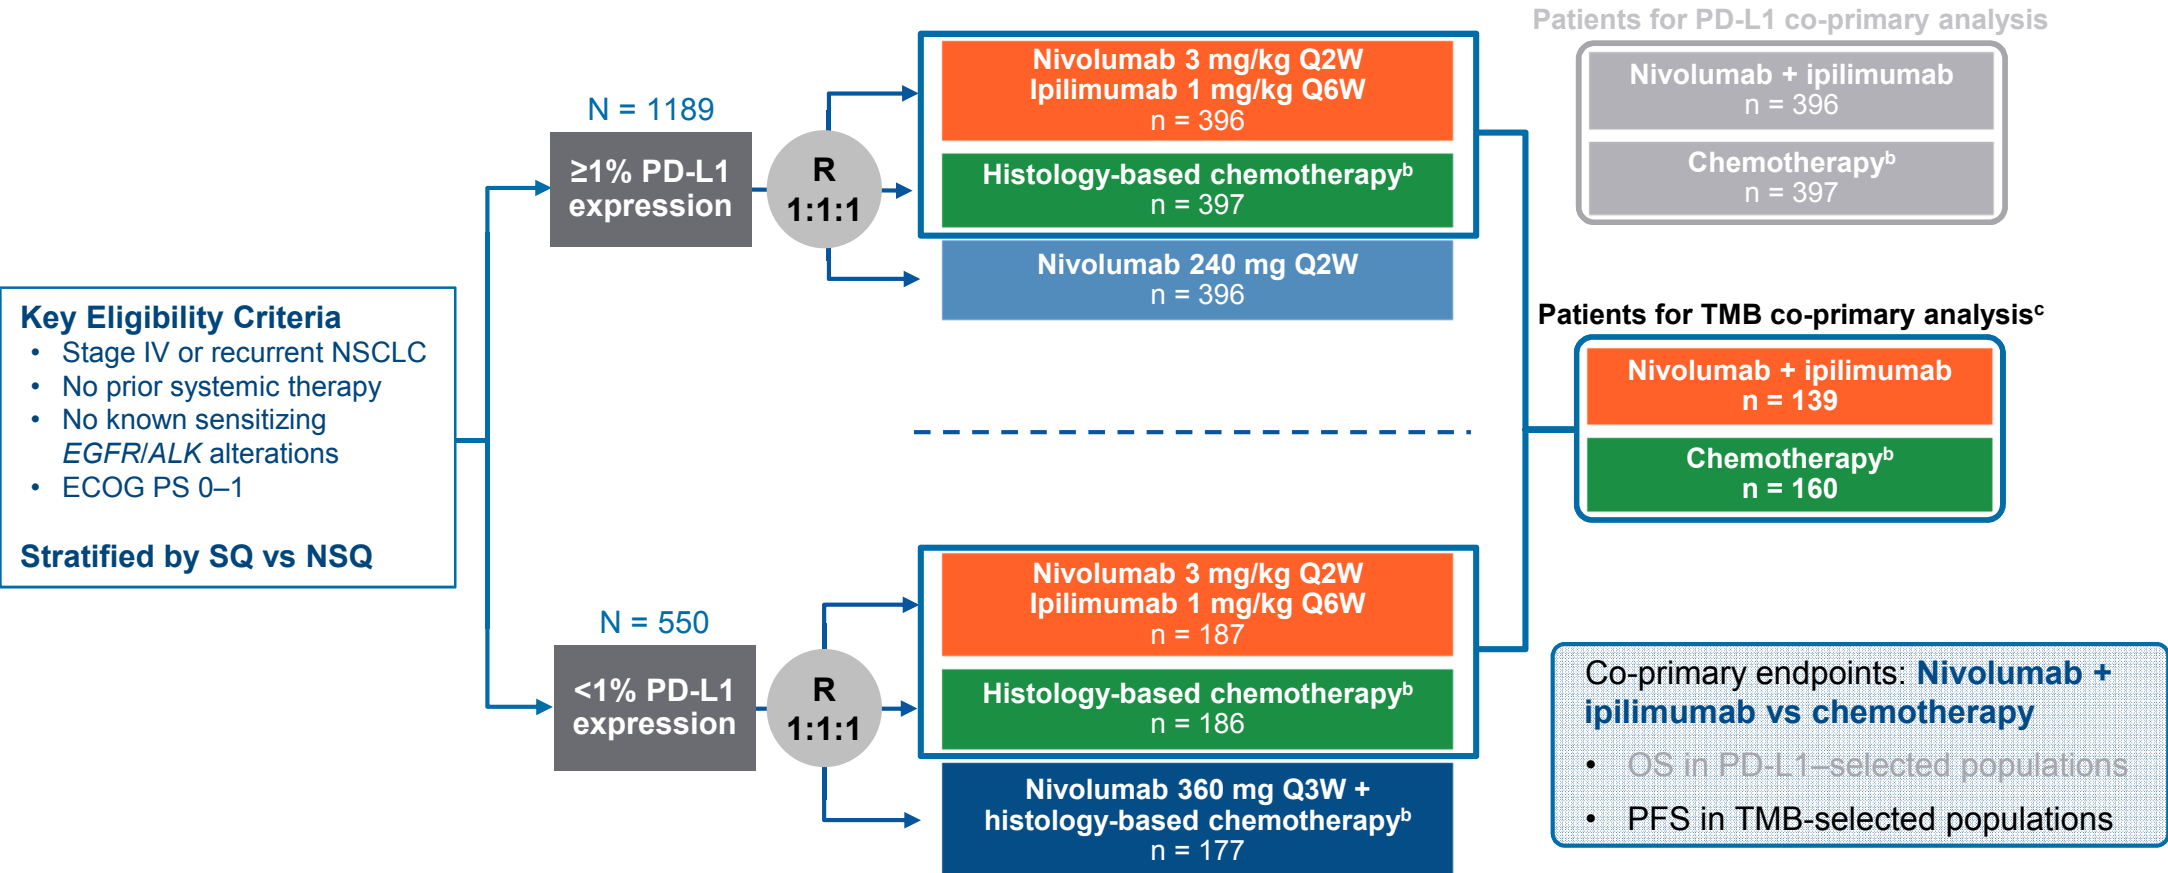 Key Eligibility Criteria
• Stage IV or recurrent NSCLC
• No prior systemic therapy
• No known sensitizing
EGFR/ALK alterations
• ECOG PS 0–1
Stratified by SQ vs NSQ
N = 1189
≥1% PD-L1
expression
R
1:1:1
Nivolumab 3 mg/kg Q2W
Ipilimumab 1 mg/kg Q6W
n = 396
Histology-based chemotherapyᵇ
n = 397
Nivolumab 240 mg Q2W
n = 396
N = 550
<1% PD-L1
expression
R
1:1:1
Nivolumab 3 mg/kg Q2W
Ipilimumab 1 mg/kg Q6W
n = 187
Histology-based chemotherapyᵇ
n = 186
Nivolumab 360 mg Q3W +
histology-based chemotherapyᵇ
n = 177
Patients for PD-L1 co-primary analysis
Nivolumab + ipilimumab
n = 396
Chemotherapyᵇ
n = 397
Patients for TMB co-primary analysisᶜ
Nivolumab + ipilimumab
n = 139
Chemotherapyᵇ
n = 160
Co-primary endpoints: Nivolumab +
ipilimumab vs chemotherapy
• OS in PD-L1–selected populations
• PFS in TMB-selected populations